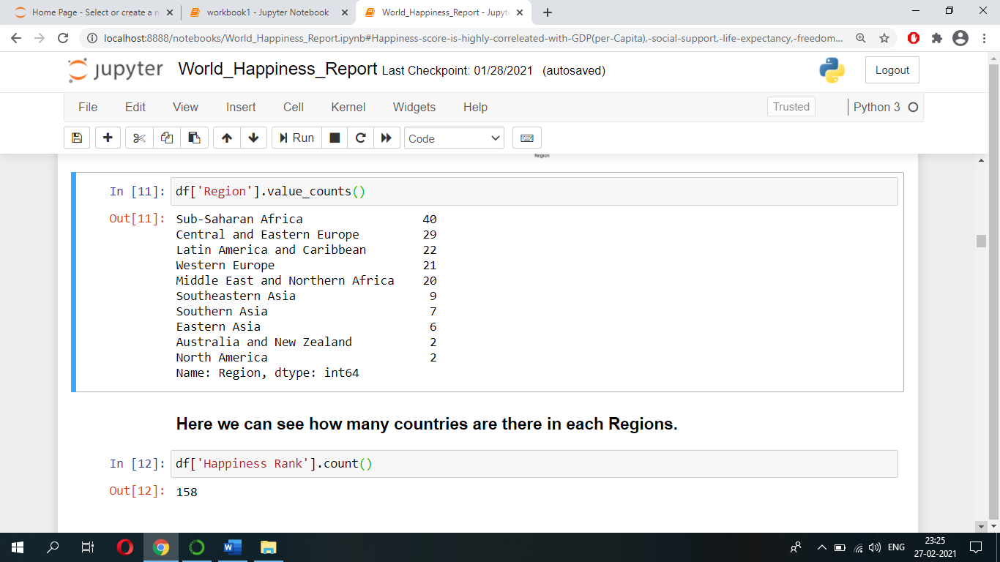 Home Page - Select or create a n
workbook1 - Jupyter Notebook
World_Happiness_Report - Jupyt
localhost:8888/notebooks/World_Happiness_Report.ipynb#Happiness-score-is-highly-correleated-with-GDP(per-Capita),-social-support,-life-expectancy,-freedom...
jupyter World_Happiness_Report Last Checkpoint: 01/28/2021 (autosaved)
Logout
File Edit View Insert Cell Kernel Widgets Help
Trusted
Python 3
Run
Code
Region
In [11]: df['Region'].value_counts()
Out[11]: Sub-Saharan Africa 40
Central and Eastern Europe 29
Latin America and Caribbean 22
Western Europe 21
Middle East and Northern Africa 20
Southeastern Asia 9
Southern Asia 7
Eastern Asia 6
Australia and New Zealand 2
North America 2
Name: Region, dtype: int64
Here we can see how many countries are there in each Regions.
In [12]: df['Happiness Rank'].count()
Out[12]: 158
ENG
23:25
27-02-2021